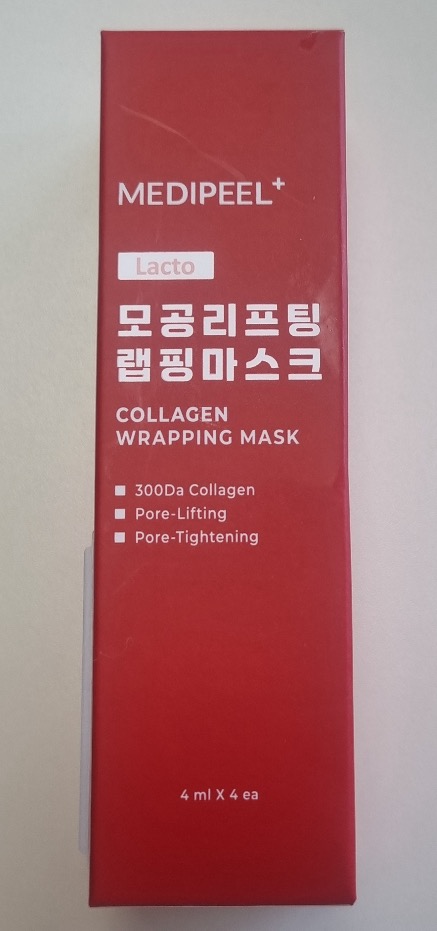 MEDIPEEL+
Lacto
모공리프팅
랩핑마스크
COLLAGEN
WRAPPING MASK
300Da Collagen
Pore-Lifting
Pore-Tightening
4 ml X 4 ea